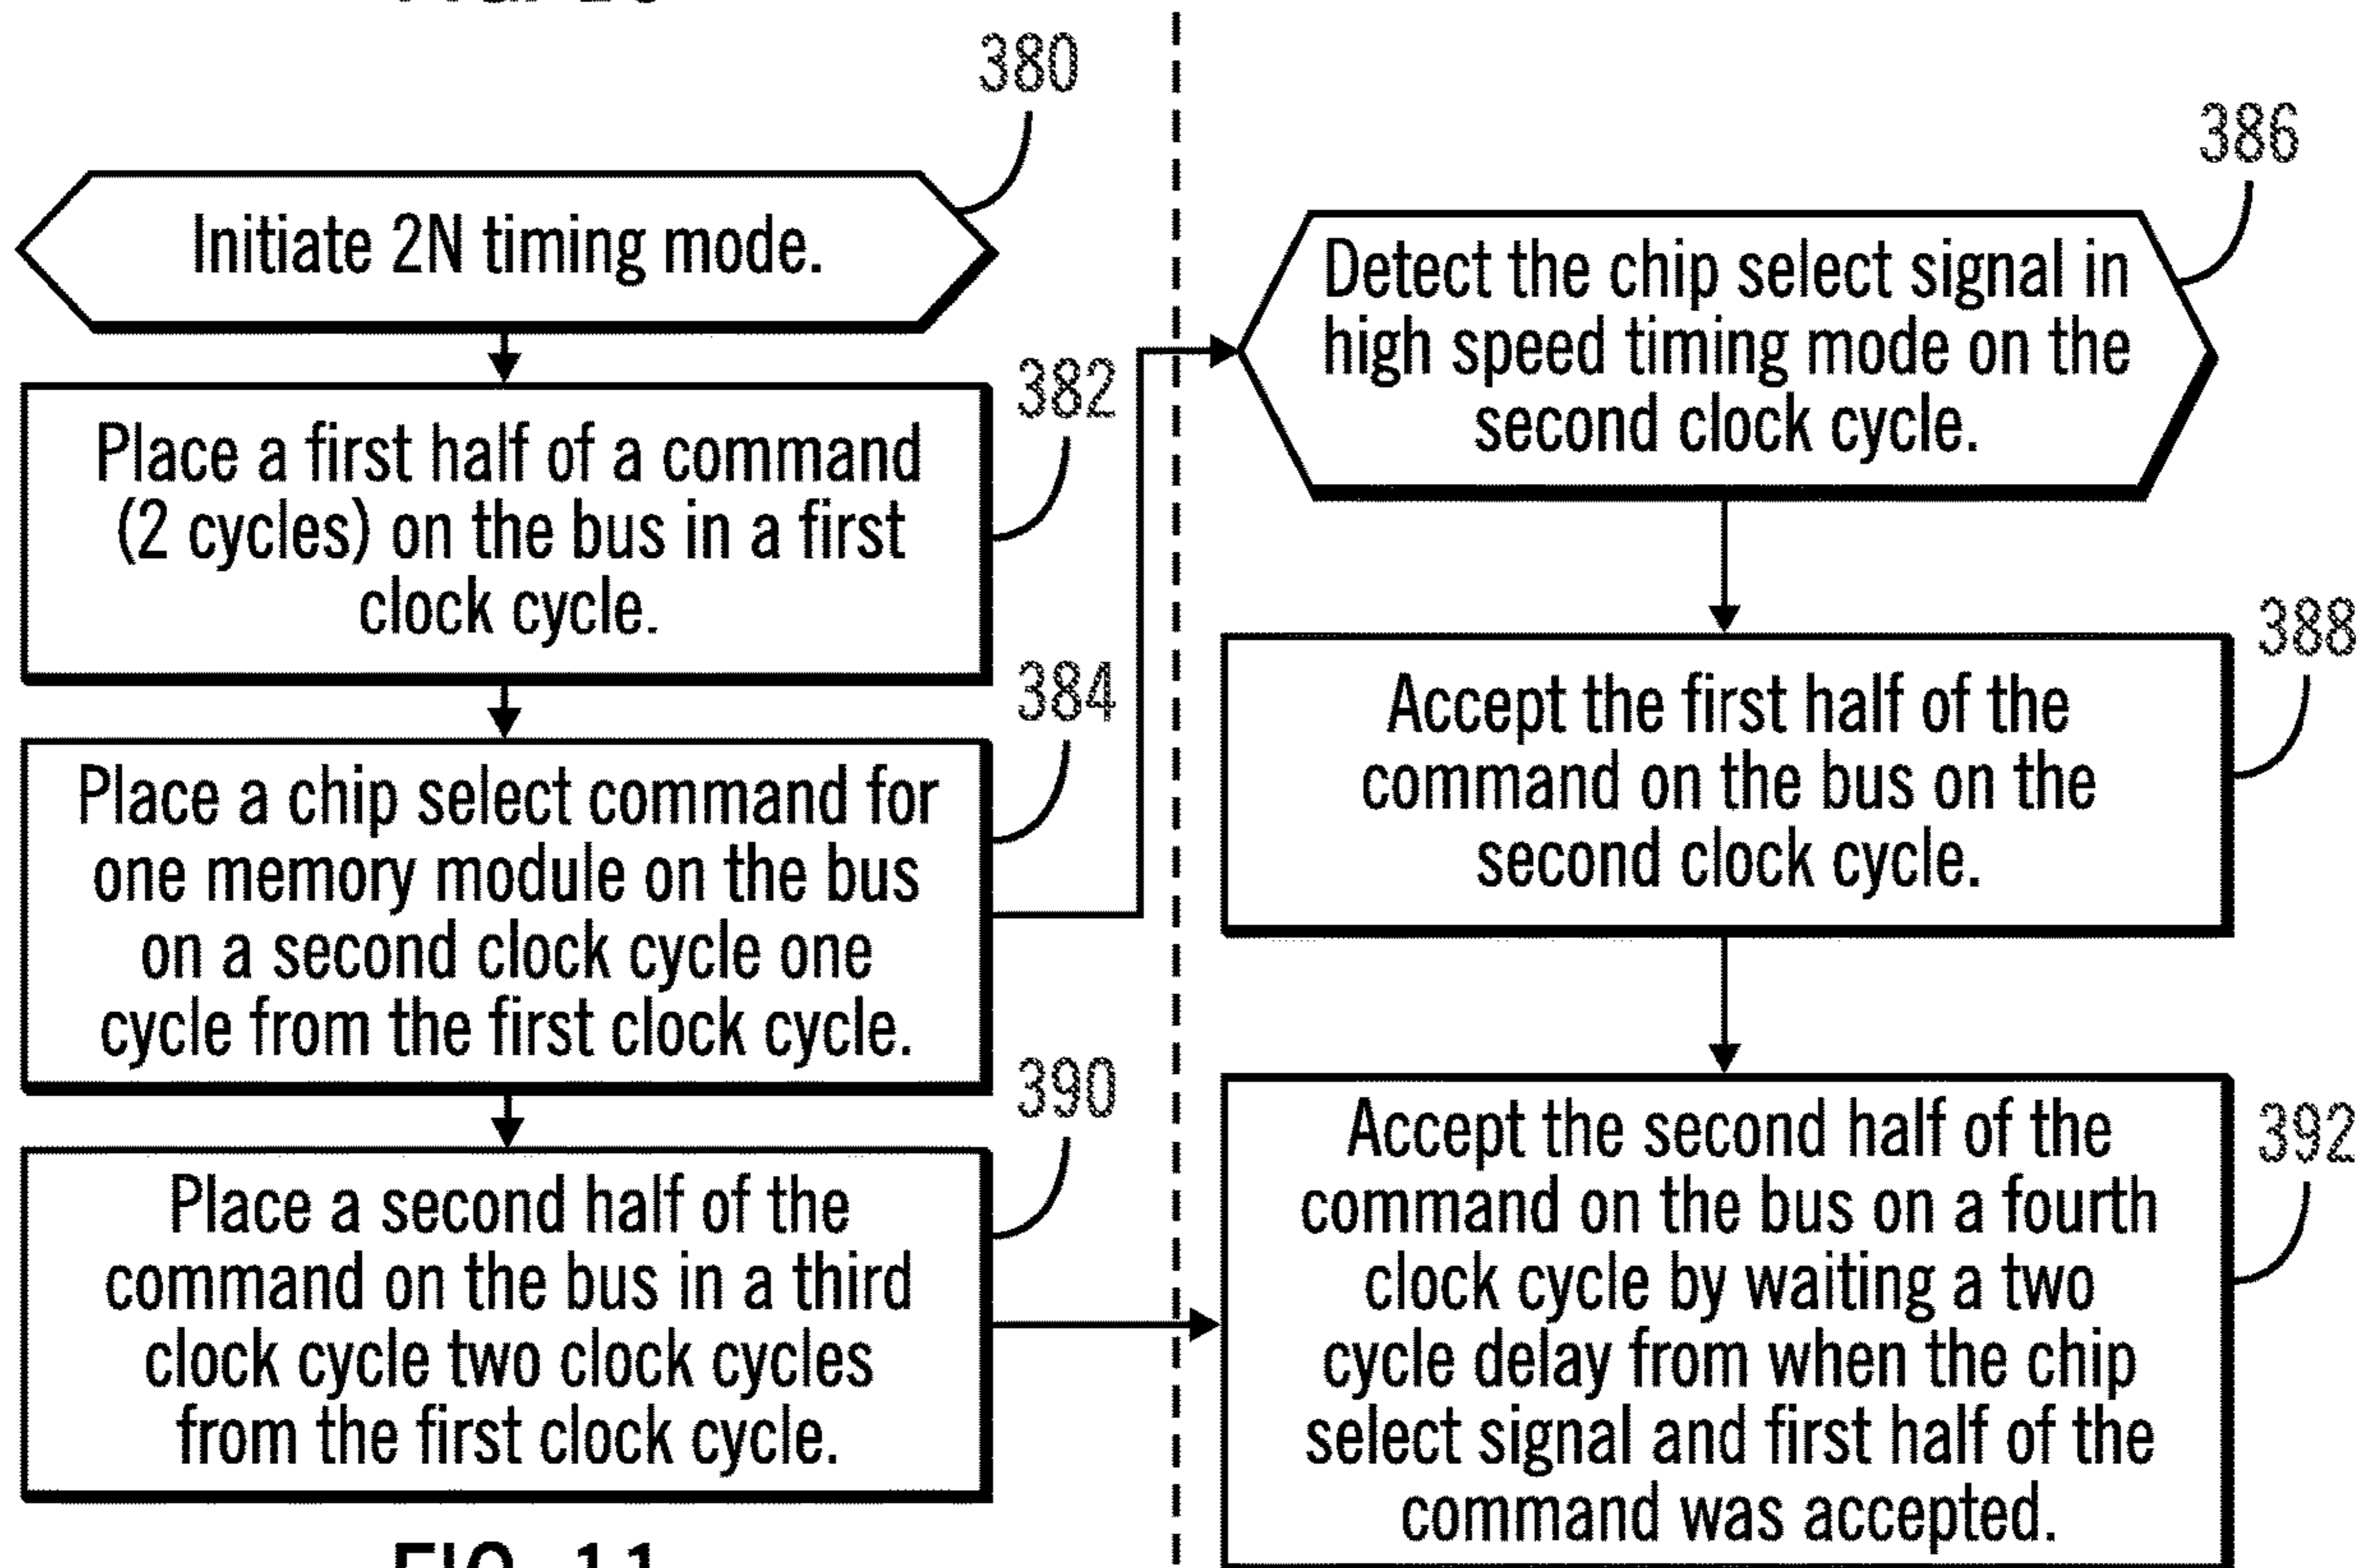 380
Initiate 2N timing mode.
382
Place a first half of a command
(2 cycles) on the bus in a first
clock cycle.
384
Place a chip select command for
one memory module on the bus
on a second clock cycle one
cycle from the first clock cycle.
390
Place a second half of the
command on the bus in a third
clock cycle two clock cycles
from the first clock cycle.
386
Detect the chip select signal in
high speed timing mode on the
second clock cycle.
388
Accept the first half of the
command on the bus on the
second clock cycle.
392
Accept the second half of the
command on the bus on a fourth
clock cycle by waiting a two
cycle delay from when the chip
select signal and first half of the
command was accepted.
FIG. 11